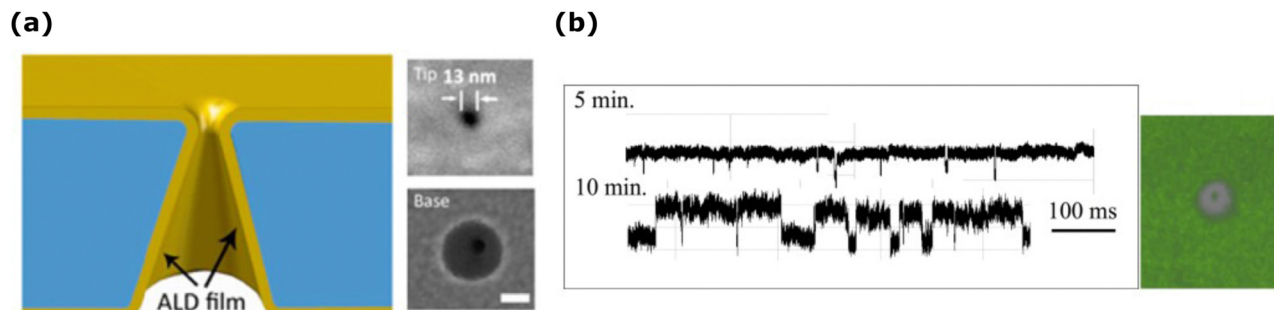 (a)
(b)
Tip
13 nm
Base
ALD film
5 min.
10 min.
100 ms